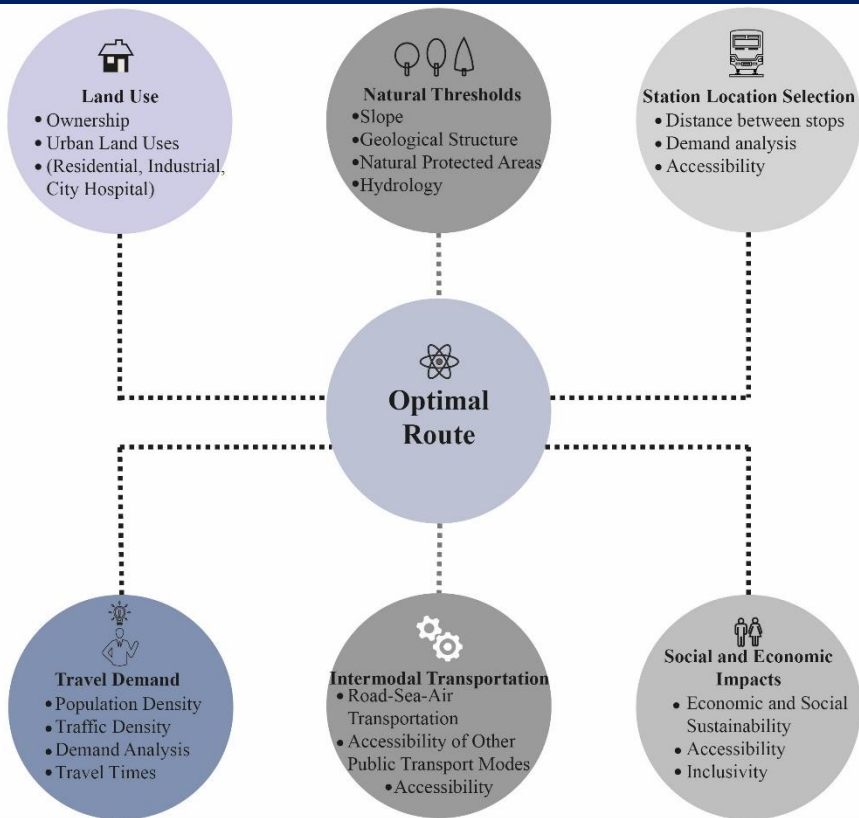 Land Use
• Ownership
• Urban Land Uses
• (Residential, Industrial,
City Hospital)
Natural Thresholds
• Slope
• Geological Structure
• Natural Protected Areas
• Hydrology
Station Location Selection
• Distance between stops
• Demand analysis
• Accessibility
Optimal
Route
Travel Demand
• Population Density
• Traffic Density
• Demand Analysis
• Travel Times
Intermodal Transportation
• Road-Sea-Air
Transportation
• Accessibility of Other
Public Transport Modes
• Accessibility
Social and Economic
Impacts
• Economic and Social
Sustainability
• Accessibility
• Inclusivity